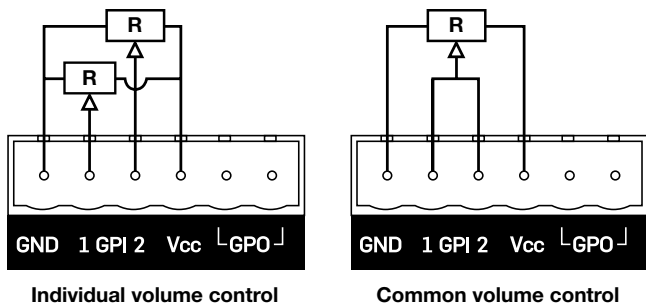 R
R
GND 1 GPI 2 Vcc GPO
Individual volume control
R
GND 1 GPI 2 Vcc GPO
Common volume control